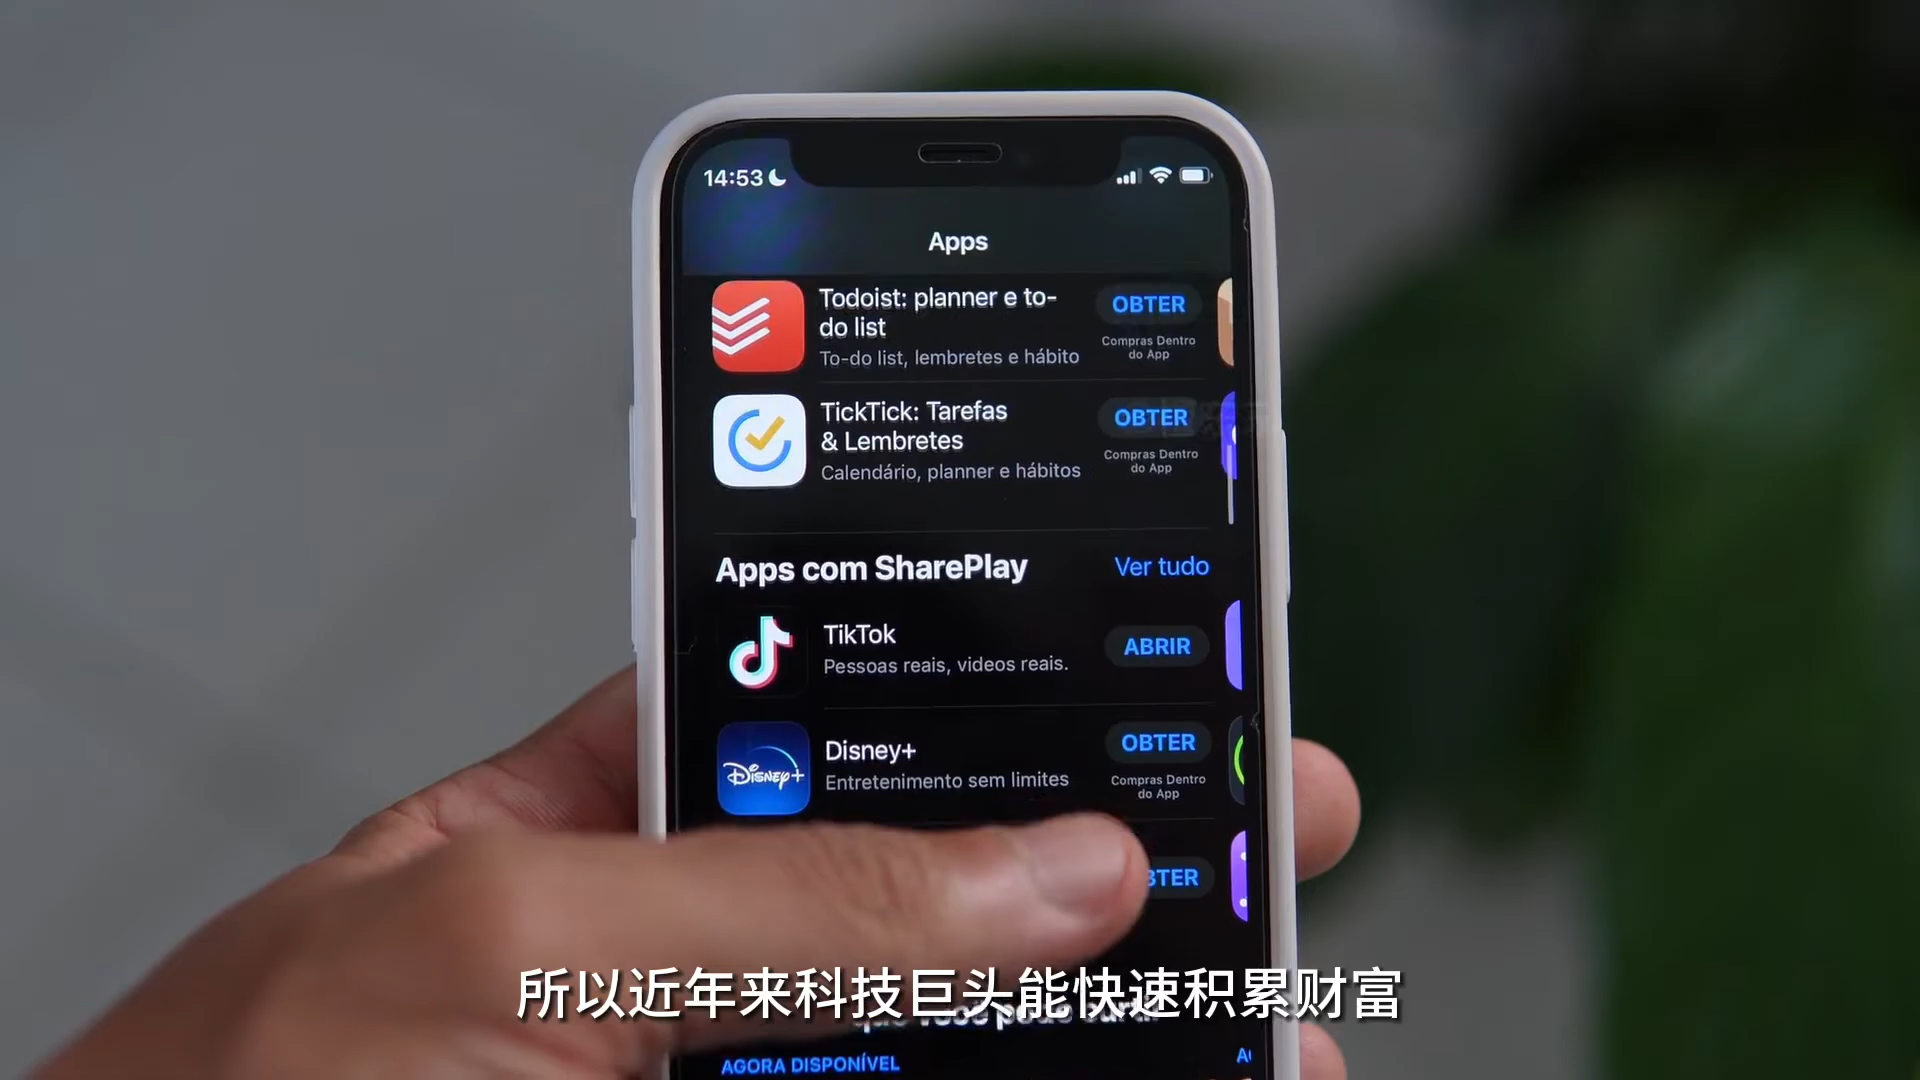 14:53
Apps
Todoist: planner e to-
do list
To-do list, lembretes e hábito
OBTER
Compras Dentro
do App
TickTick: Tarefas
& Lembretes
Calendário, planner e hábitos
OBTER
Compras Dentro
do App
Apps com SharePlay
Ver tudo
TikTok
Pessoas reais, videos reais.
ABRIR
Disney+
Disney+
Entretenimento sem limites
OBTER
Compras Dentro
do App
BTER
所以近年来科技巨头能快速积累财富
AGORA DISPONÍVEL